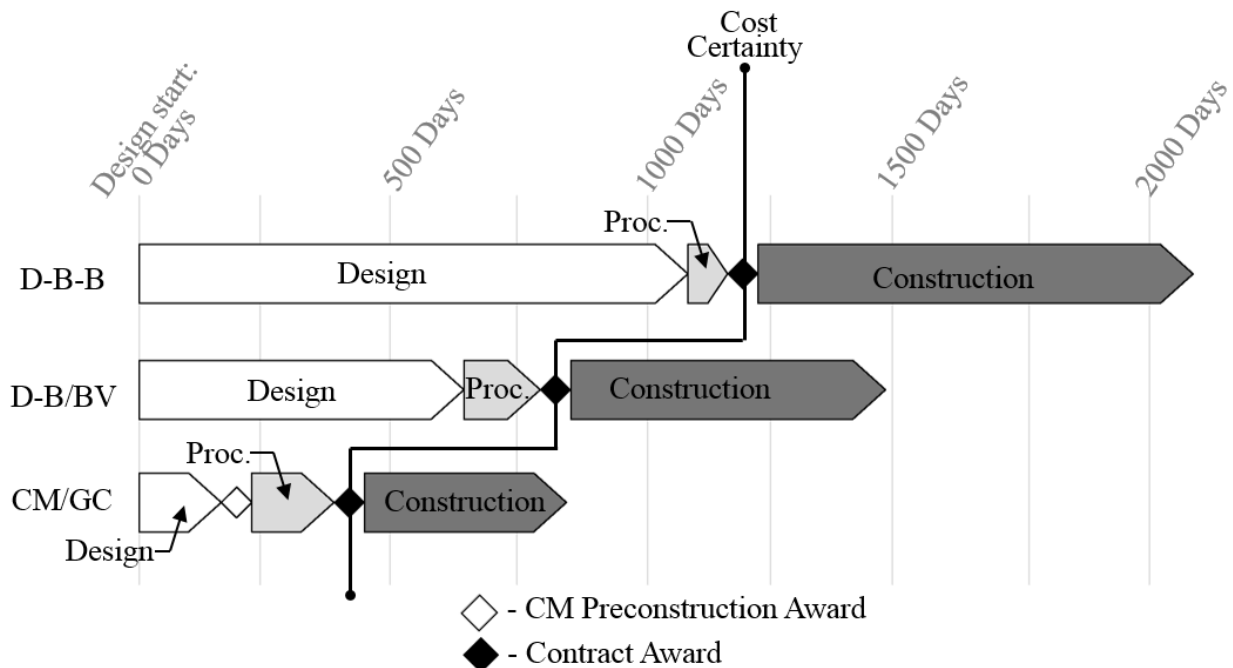 Cost
Certainty
Design start:
0 Days
500 Days
1000 Days
1500 Days
2000 Days
Proc.
D-B-B
Design
Construction
D-B/BV
Design
Proc.
Construction
Proc.
CM/GC
Construction
Design
- CM Preconstruction Award
- Contract Award